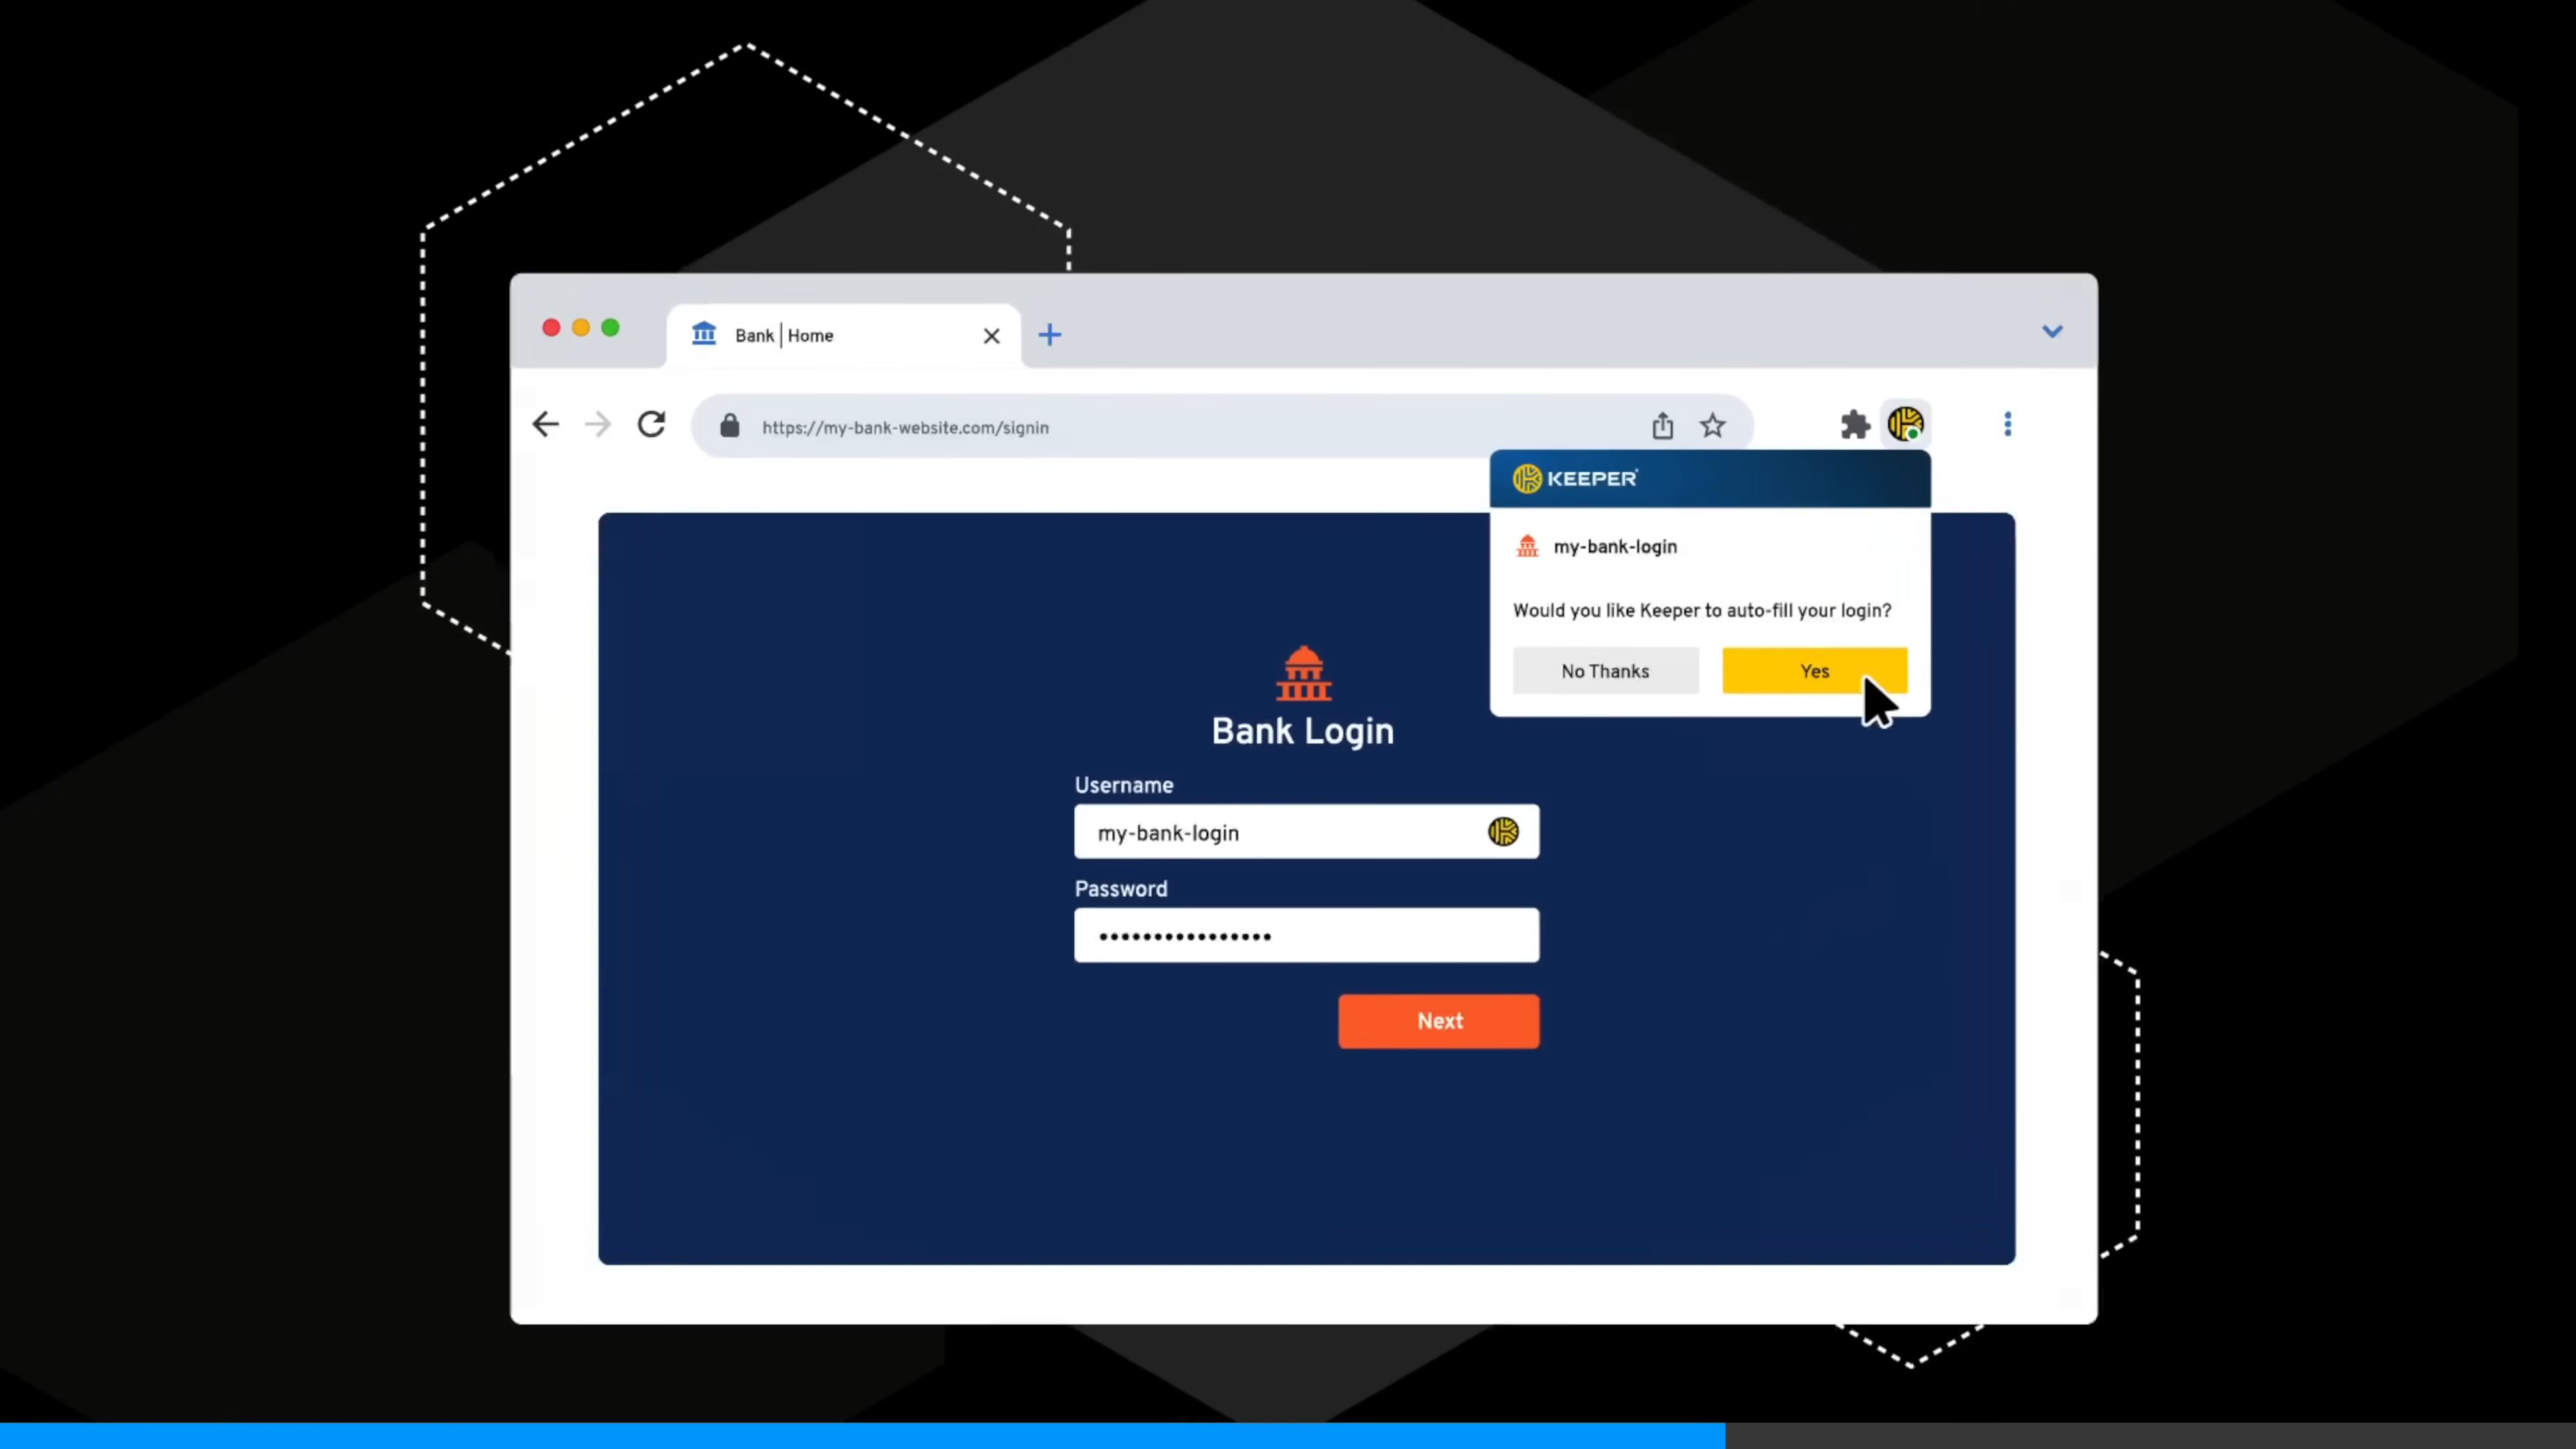 Bank | Home
https://my-bank-website.com/signin
KEEPER
my-bank-login
Would you like Keeper to auto-fill your login?
No Thanks
Yes
Bank Login
Username
my-bank-login
Password
••••••••••••••••
Next